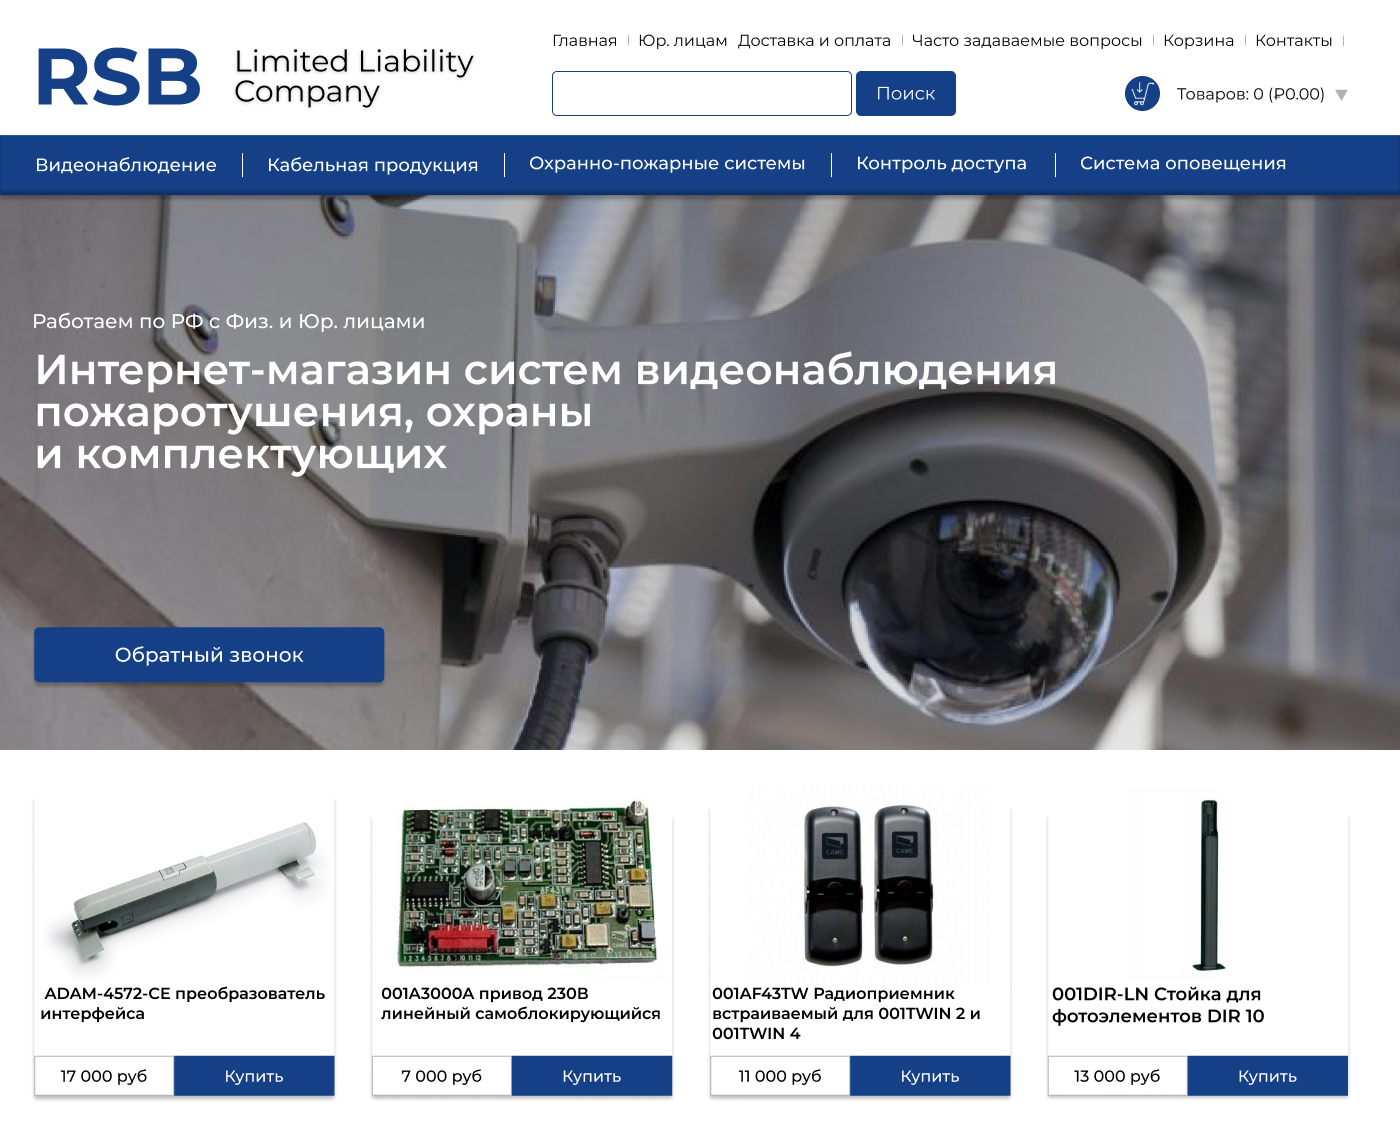 RSB
Limited Liability
Company
Главная
Юр. лицам
Доставка и оплата
Часто задаваемые вопросы
Корзина
Контакты
Поиск
Товаров: 0 (₽0.00) ▼
Видеонаблюдение
Кабельная продукция
Охранно-пожарные системы
Контроль доступа
Система оповещения
Работаем по РФ с Физ. и Юр. лицами
Интернет-магазин систем видеонаблюдения
пожаротушения, охраны
и комплектующих
Обратный звонок
CAME
CAME
CAME
ADAM-4572-CE преобразователь
интерфейса
001A3000A привод 230В
линейный самоблокирующийся
001AF43TW Радиоприемник
встраиваемый для 001TWIN 2 и
001TWIN 4
001DIR-LN Стойка для
фотоэлементов DIR 10
17 000 руб
Купить
7 000 руб
Купить
11 000 руб
Купить
13 000 руб
Купить